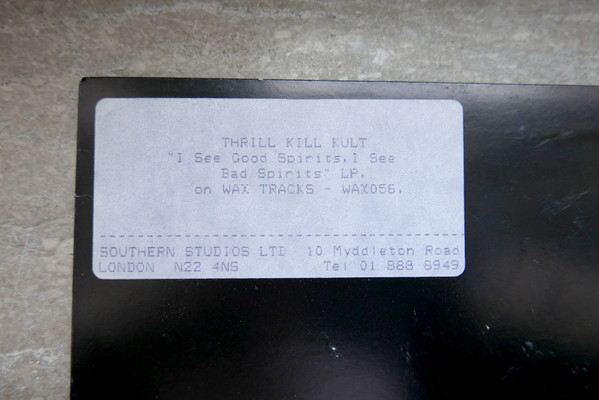 THRILL KILL KULT
"I See Good Spirits,I See
Bad Spirits" LP,
on WAX TRACKS - WAX056,
SOUTHERN STUDIOS LTD 10 Myddleton Road
LONDON N22 4NS Tel 01 888 8949